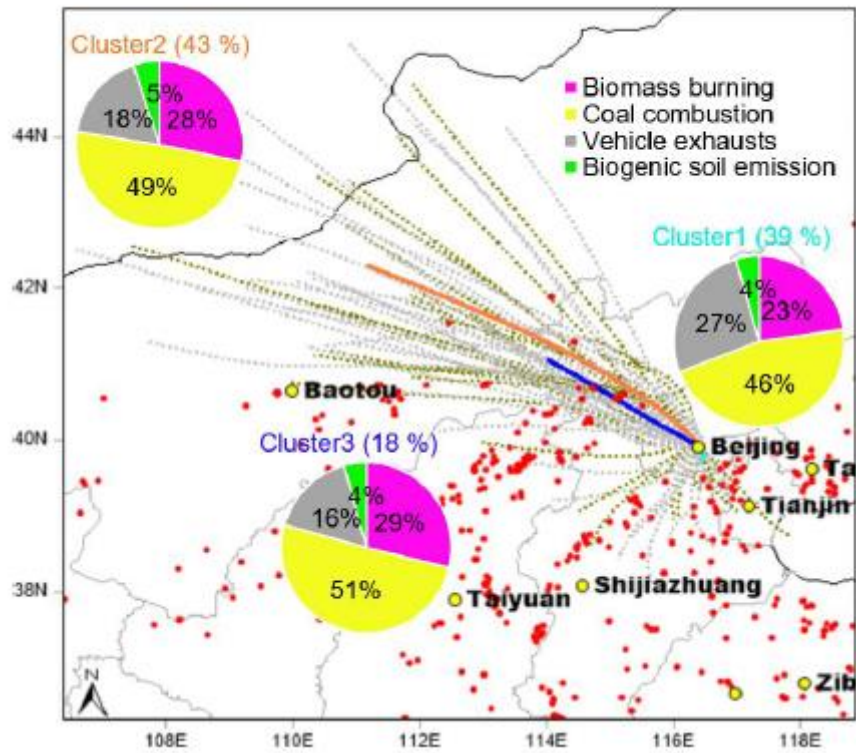 Cluster2 (43 %)
5%
18%
28%
49%
Biomass burning
Coal combustion
Vehicle exhausts
Biogenic soil emission
44N
42N
40N
38N
Cluster1 (39 %)
4%
27%
23%
46%
Baotou
Beijing
Ta
Tianjin
Cluster3 (18 %)
4%
16%
29%
51%
Shijiazhuang
Taiyuan
Zib
N
108E
110E
112E
114E
116E
118E